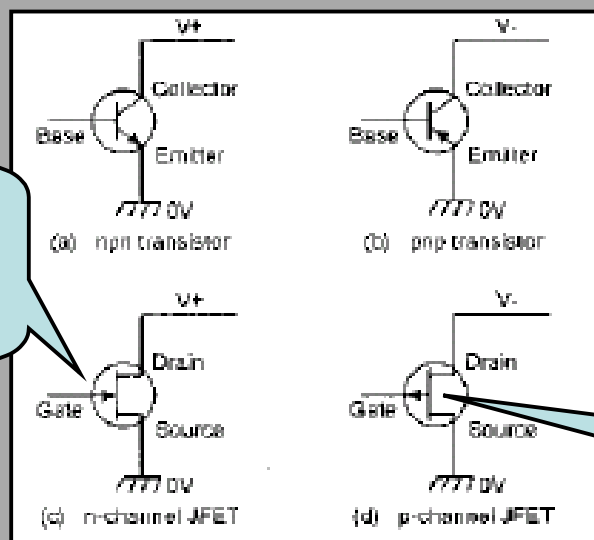 V+
Collector
Base
Emitter
0V
(a) npn transistor
V-
Collector
Base
Emitter
0V
(b) pnp transistor
V+
Drain
Gate
Source
0V
(c) n-channel JFET
V-
Drain
Gate
Source
0V
(d) p-channel JFET